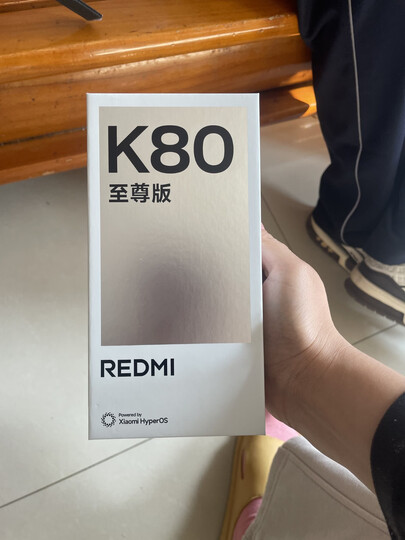 K80
至尊版
REDMI
Powered by
Xiaomi HyperOS